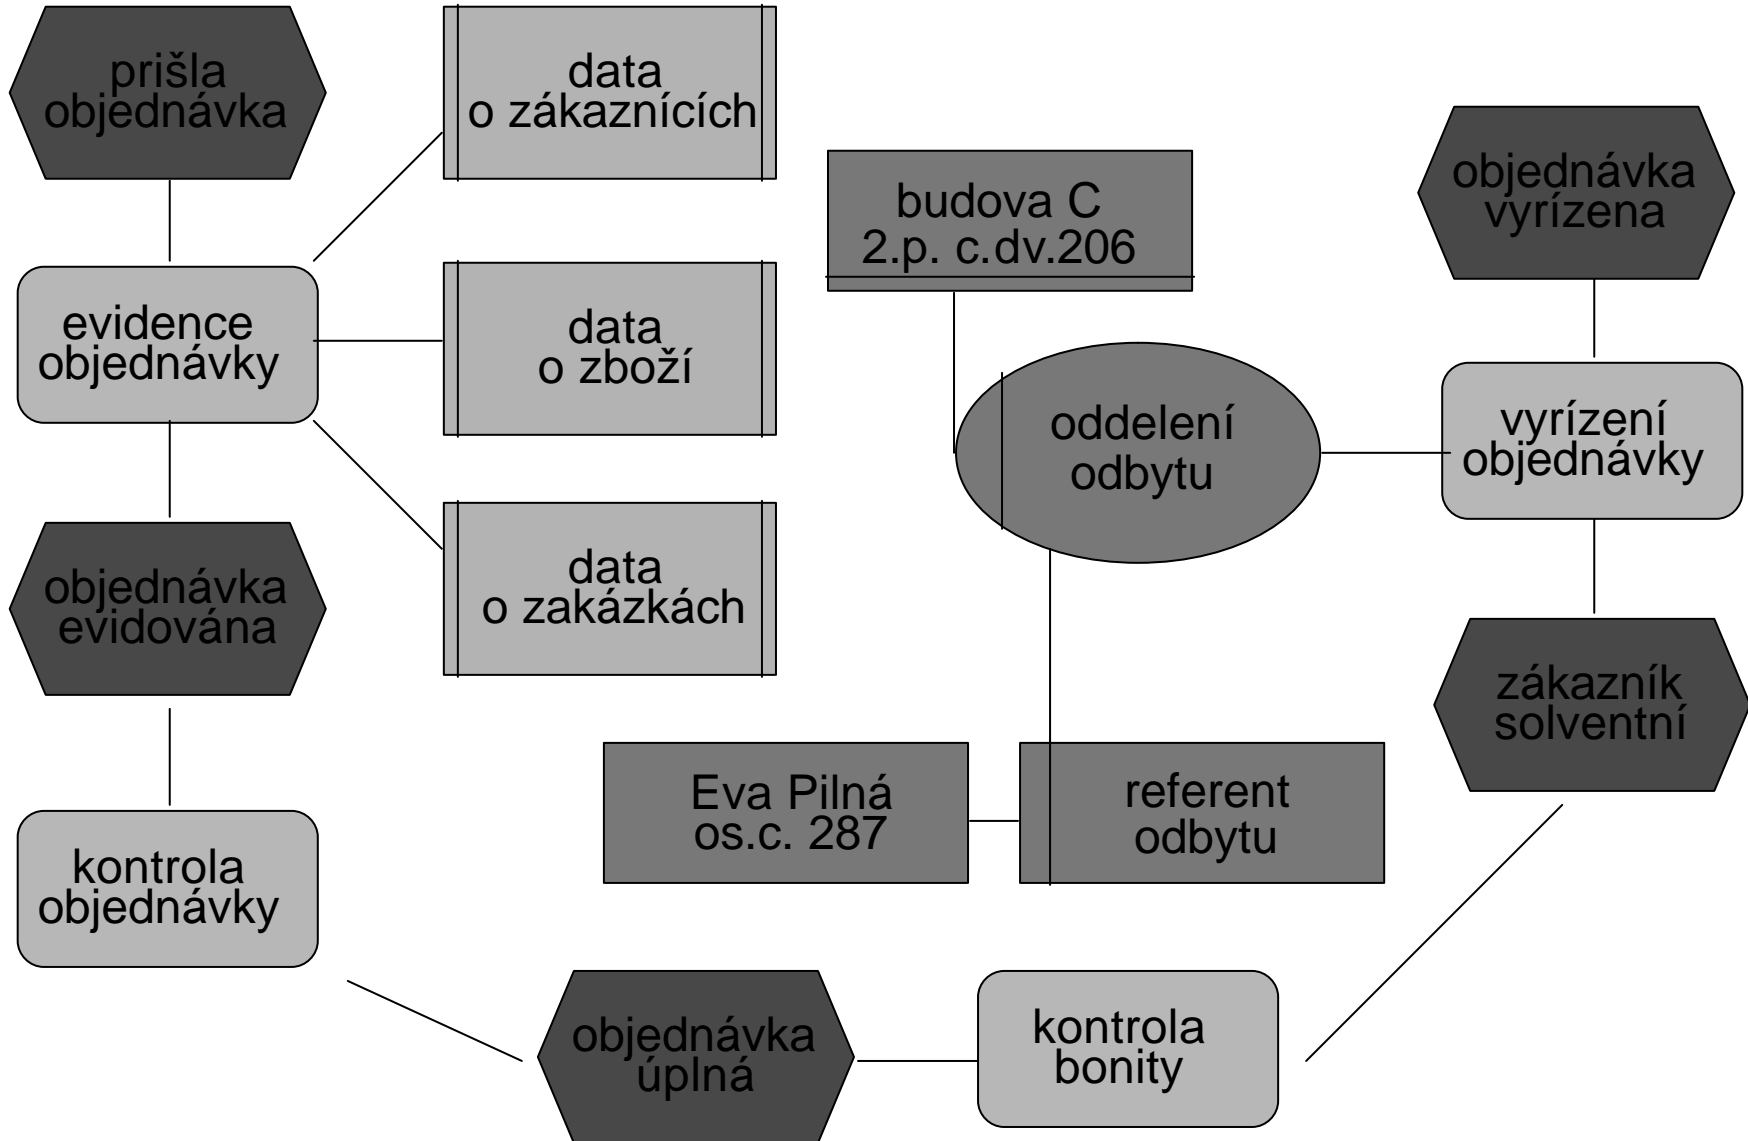 prišla
objednávka
data
o zákaznících
budova C
2.p. c.dv.206
objednávka
vyrízena
evidence
objednávky
data
o zboží
oddelení
odbytu
vyrízení
objednávky
objednávka
evidována
data
o zakázkách
zákazník
solventní
Eva Pilná
os.c. 287
referent
odbytu
kontrola
objednávky
objednávka
úplná
kontrola
bonity